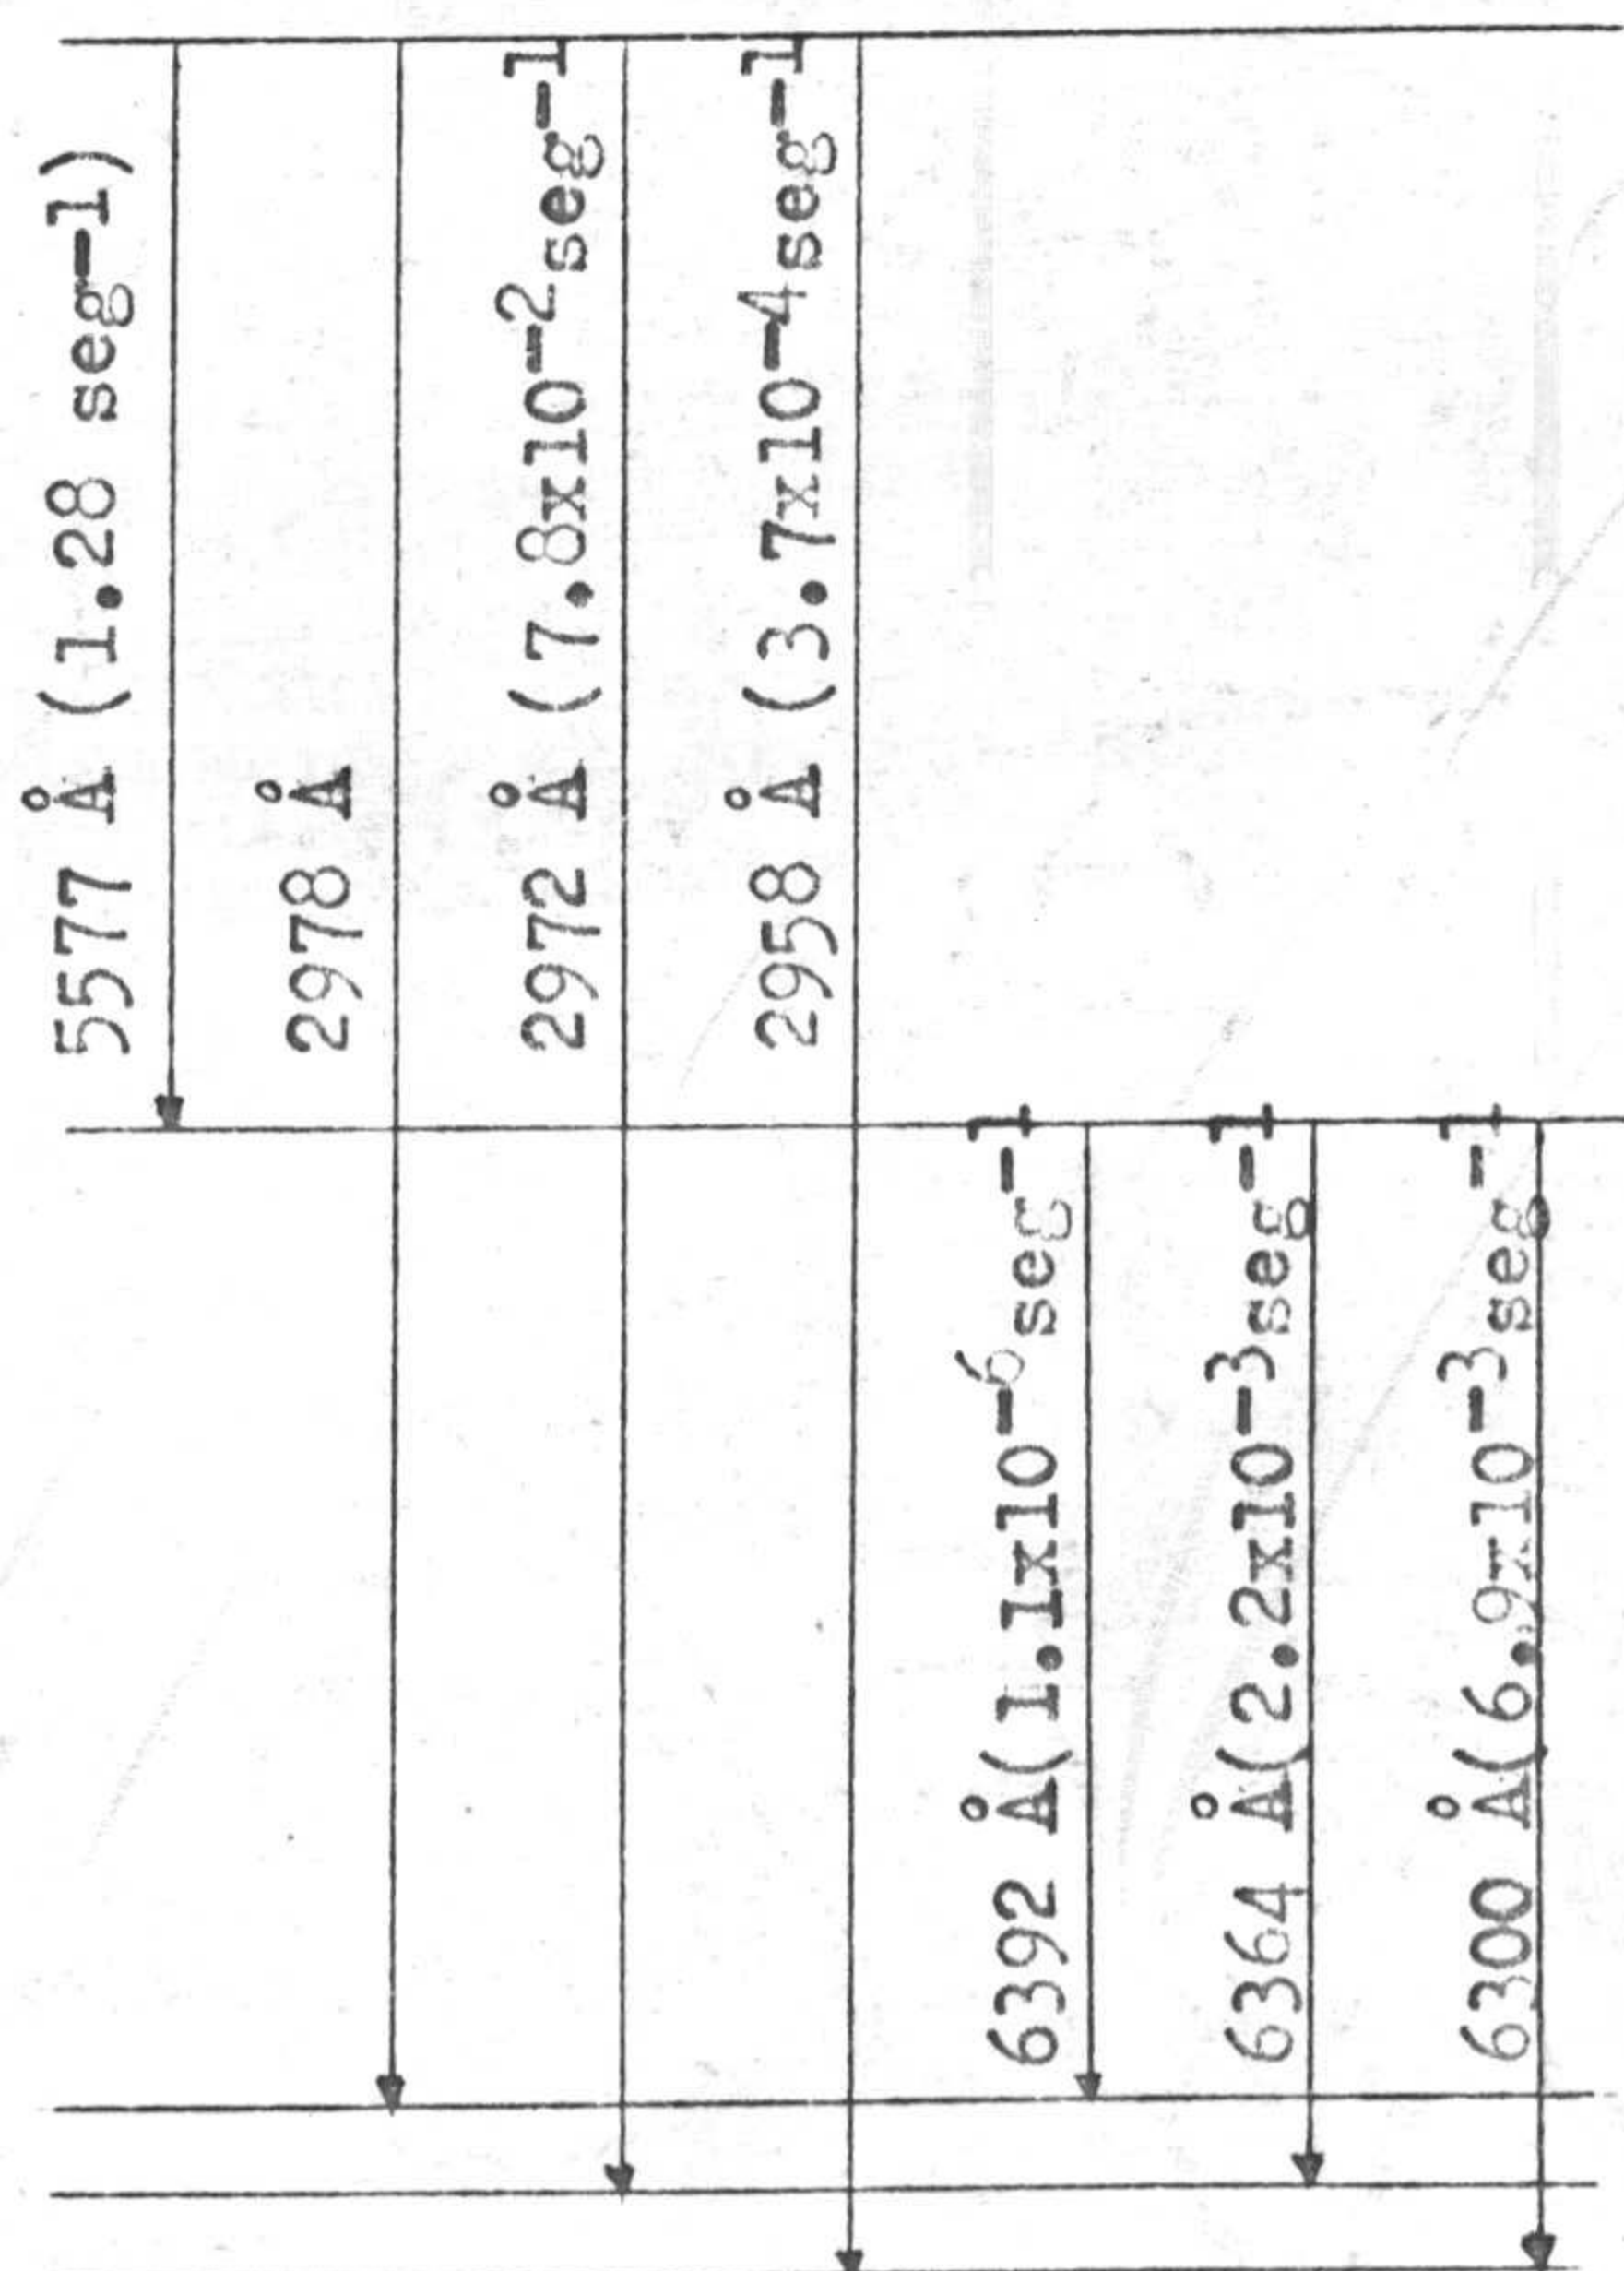 5577 Å (1.28 seg-1)
2978 Å
2972 Å (7.8x10-2seg-1
2958 Å (3.7x10-4seg-1
6392 Å(1.1x10-6seg-1
6364 Å(2.2x10-3seg-1
6300 Å(6.9x10-3seg-1